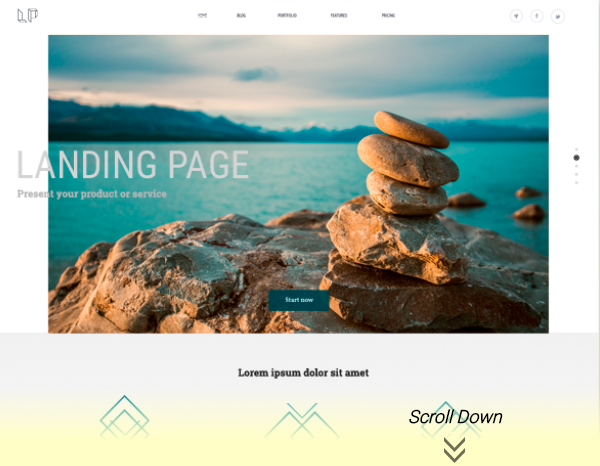 LP
HOME BLOG PORTFOLIO FEATURES PRICING
LANDING PAGE
Present your product or service
Start now
Lorem ipsum dolor sit amet
Scroll Down